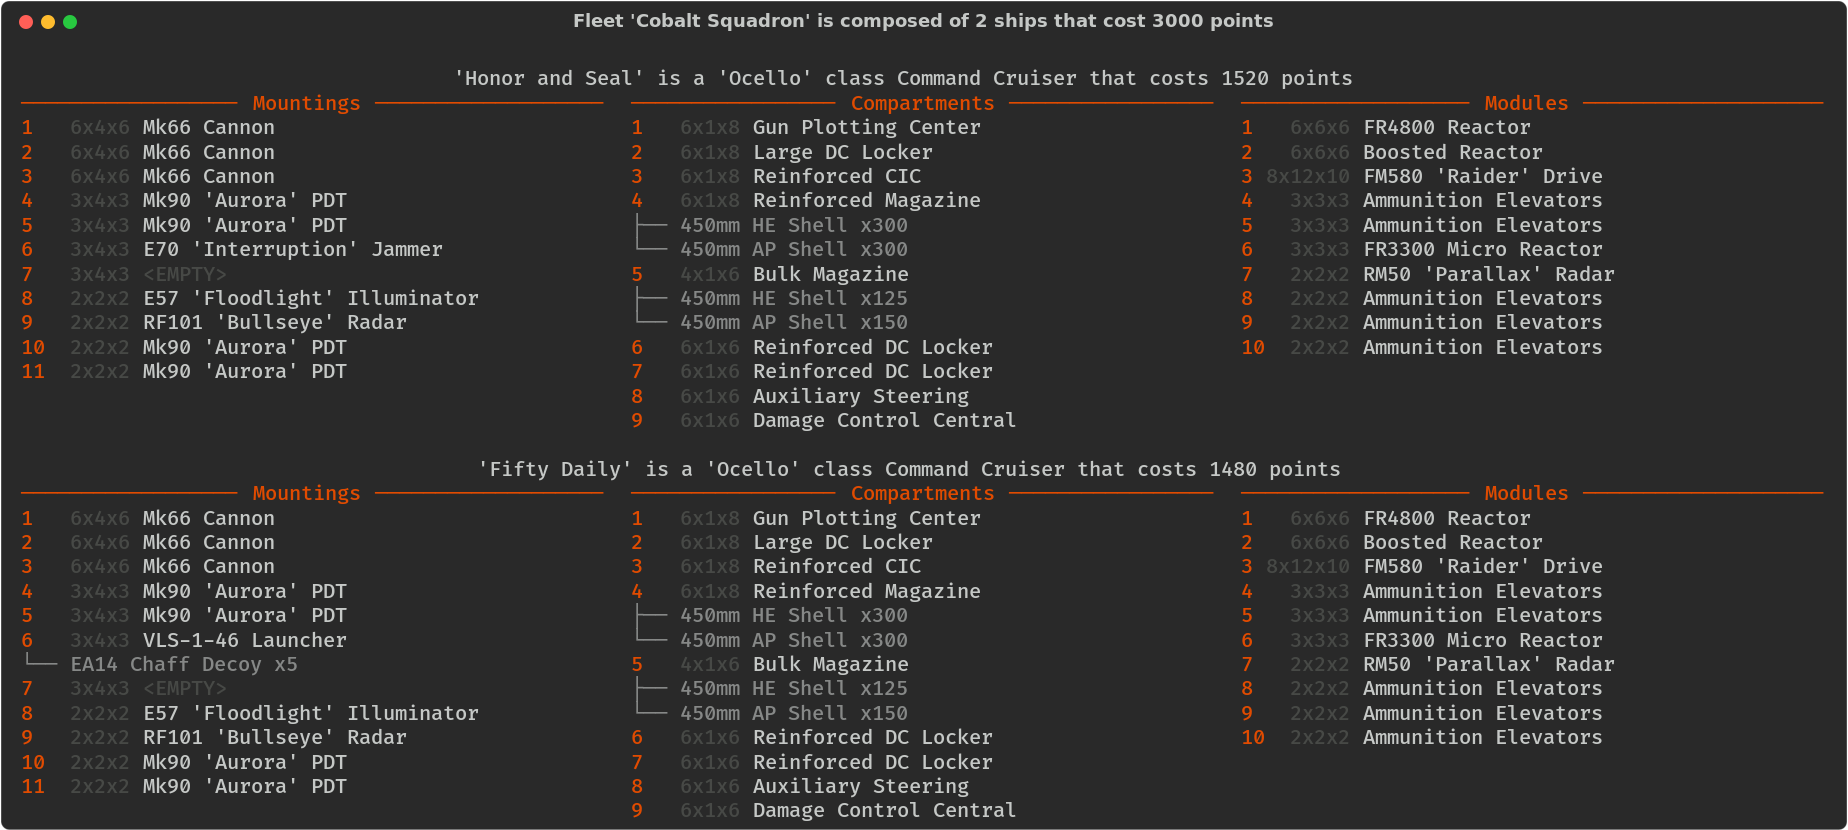 Fleet 'Cobalt Squadron' is composed of 2 ships that cost 3000 points
'Honor and Seal' is a 'Ocello' class Command Cruiser that costs 1520 points
Mountings Compartments Modules
1 6x4x6 Mk66 Cannon 1 6x1x8 Gun Plotting Center 1 6x6x6 FR4800 Reactor
2 6x4x6 Mk66 Cannon 2 6x1x8 Large DC Locker 2 6x6x6 Boosted Reactor
3 6x4x6 Mk66 Cannon 3 6x1x8 Reinforced CIC 3 8x12x10 FM580 'Raider' Drive
4 3x4x3 Mk90 'Aurora' PDT 4 6x1x8 Reinforced Magazine 4 3x3x3 Ammunition Elevators
5 3x4x3 Mk90 'Aurora' PDT ├── 450mm HE Shell x300 5 3x3x3 Ammunition Elevators
6 3x4x3 E70 'Interruption' Jammer └── 450mm AP Shell x300 6 3x3x3 FR3300 Micro Reactor
7 3x4x3 <EMPTY> 5 4x1x6 Bulk Magazine 7 2x2x2 RM50 'Parallax' Radar
8 2x2x2 E57 'Floodlight' Illuminator ├── 450mm HE Shell x125 8 2x2x2 Ammunition Elevators
9 2x2x2 RF101 'Bullseye' Radar └── 450mm AP Shell x150 9 2x2x2 Ammunition Elevators
10 2x2x2 Mk90 'Aurora' PDT 6 6x1x6 Reinforced DC Locker 10 2x2x2 Ammunition Elevators
11 2x2x2 Mk90 'Aurora' PDT 7 6x1x6 Reinforced DC Locker
8 6x1x6 Auxiliary Steering
9 6x1x6 Damage Control Central
'Fifty Daily' is a 'Ocello' class Command Cruiser that costs 1480 points
Mountings Compartments Modules
1 6x4x6 Mk66 Cannon 1 6x1x8 Gun Plotting Center 1 6x6x6 FR4800 Reactor
2 6x4x6 Mk66 Cannon 2 6x1x8 Large DC Locker 2 6x6x6 Boosted Reactor
3 6x4x6 Mk66 Cannon 3 6x1x8 Reinforced CIC 3 8x12x10 FM580 'Raider' Drive
4 3x4x3 Mk90 'Aurora' PDT 4 6x1x8 Reinforced Magazine 4 3x3x3 Ammunition Elevators
5 3x4x3 Mk90 'Aurora' PDT ├── 450mm HE Shell x300 5 3x3x3 Ammunition Elevators
6 3x4x3 VLS-1-46 Launcher └── 450mm AP Shell x300 6 3x3x3 FR3300 Micro Reactor
└── EA14 Chaff Decoy x5 5 4x1x6 Bulk Magazine 7 2x2x2 RM50 'Parallax' Radar
7 3x4x3 <EMPTY> ├── 450mm HE Shell x125 8 2x2x2 Ammunition Elevators
8 2x2x2 E57 'Floodlight' Illuminator └── 450mm AP Shell x150 9 2x2x2 Ammunition Elevators
9 2x2x2 RF101 'Bullseye' Radar 6 6x1x6 Reinforced DC Locker 10 2x2x2 Ammunition Elevators
10 2x2x2 Mk90 'Aurora' PDT 7 6x1x6 Reinforced DC Locker
11 2x2x2 Mk90 'Aurora' PDT 8 6x1x6 Auxiliary Steering
9 6x1x6 Damage Control Central